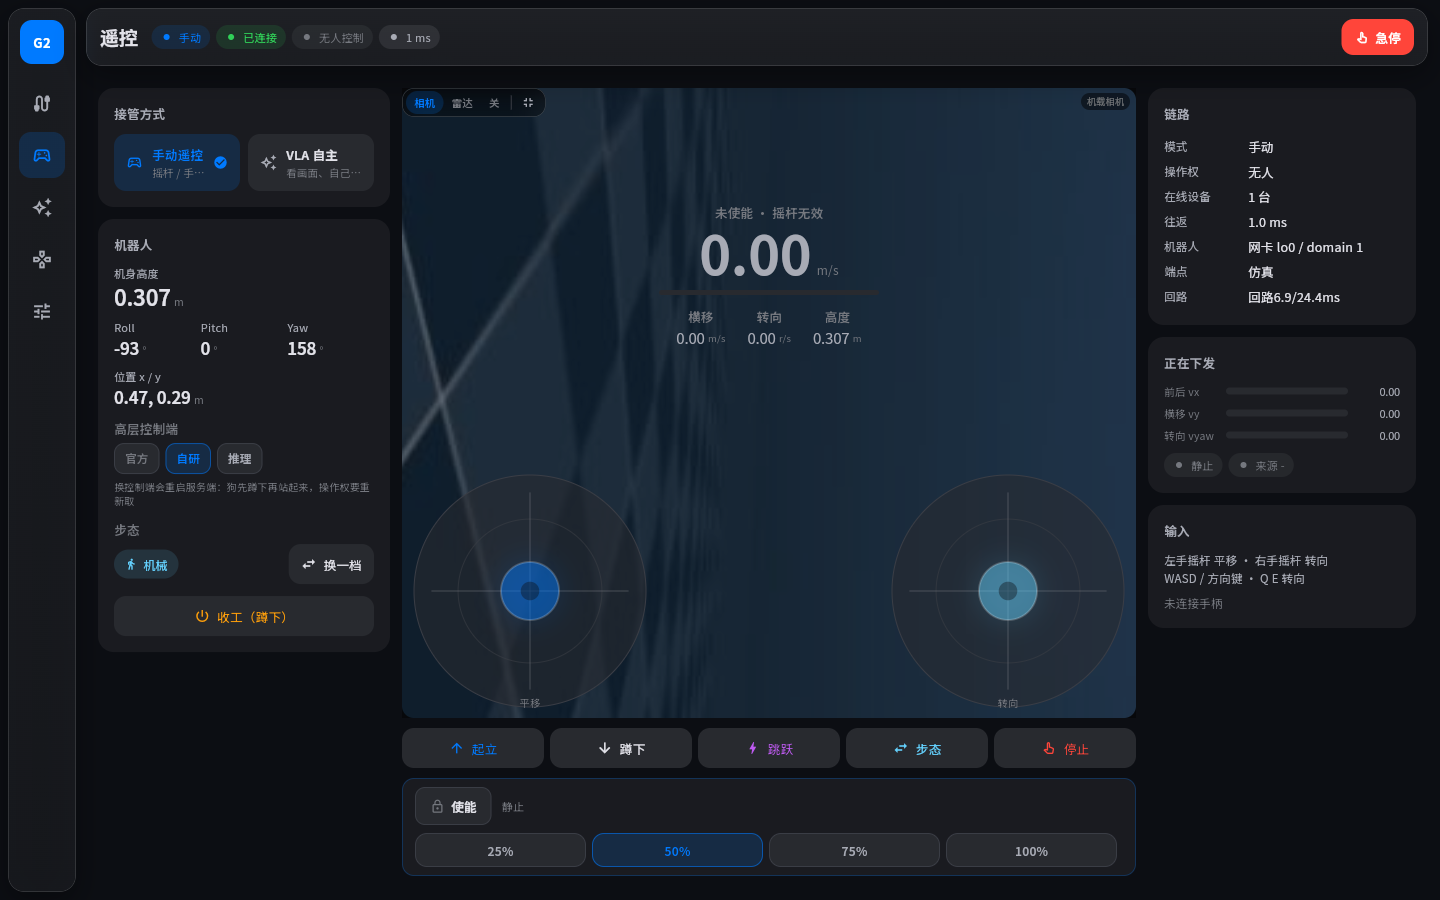 G2
遥控
手动
已连接
无人控制
1 ms
急停
接管方式
手动遥控
摇杆 / 手…
VLA 自主
看画面、自己…
机器人
机身高度
0.307 m
Roll
Pitch
Yaw
-93 °
0 °
158 °
位置 x / y
0.47, 0.29 m
高层控制端
官方
自研
推理
换控制端会重启服务端：狗先蹲下再站起来，操作权要重
新取
步态
机械
换一档
收工（蹲下）
相机
雷达
关
机载相机
未使能 · 摇杆无效
0.00 m/s
横移
转向
高度
0.00 m/s
0.00 r/s
0.307 m
平移
转向
起立
蹲下
跳跃
步态
停止
使能
静止
25%
50%
75%
100%
链路
模式 手动
操作权 无人
在线设备 1 台
往返 1.0 ms
机器人 网卡 lo0 / domain 1
端点 仿真
回路 回路6.9/24.4ms
正在下发
前后 vx 0.00
横移 vy 0.00
转向 vyaw 0.00
静止
来源 -
输入
左手摇杆 平移 · 右手摇杆 转向
WASD / 方向键 · Q E 转向
未连接手柄